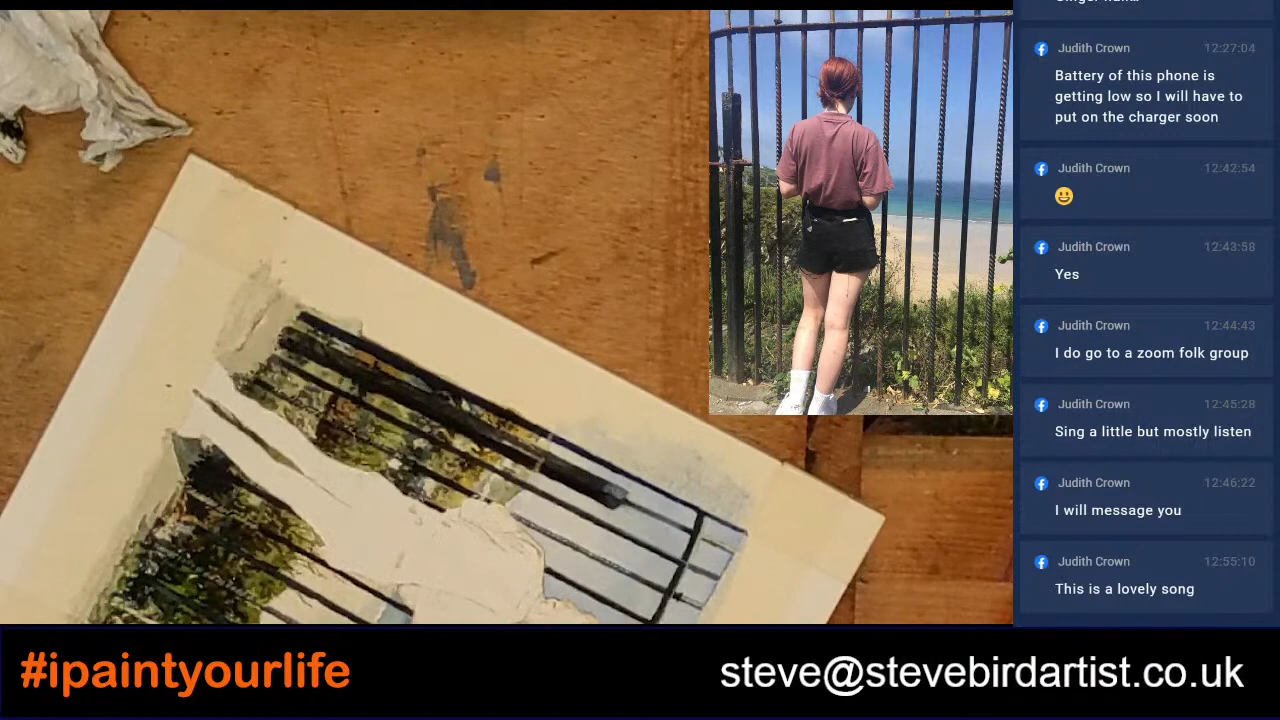 Judith Crown 12:27:04
Battery of this phone is
getting low so I will have to
put on the charger soon
Judith Crown 12:42:54
Judith Crown 12:43:58
Yes
Judith Crown 12:44:43
I do go to a zoom folk group
Judith Crown 12:45:28
Sing a little but mostly listen
Judith Crown 12:46:22
I will message you
Judith Crown 12:55:10
This is a lovely song
#ipaintyourlife
steve@stevebirdartist.co.uk